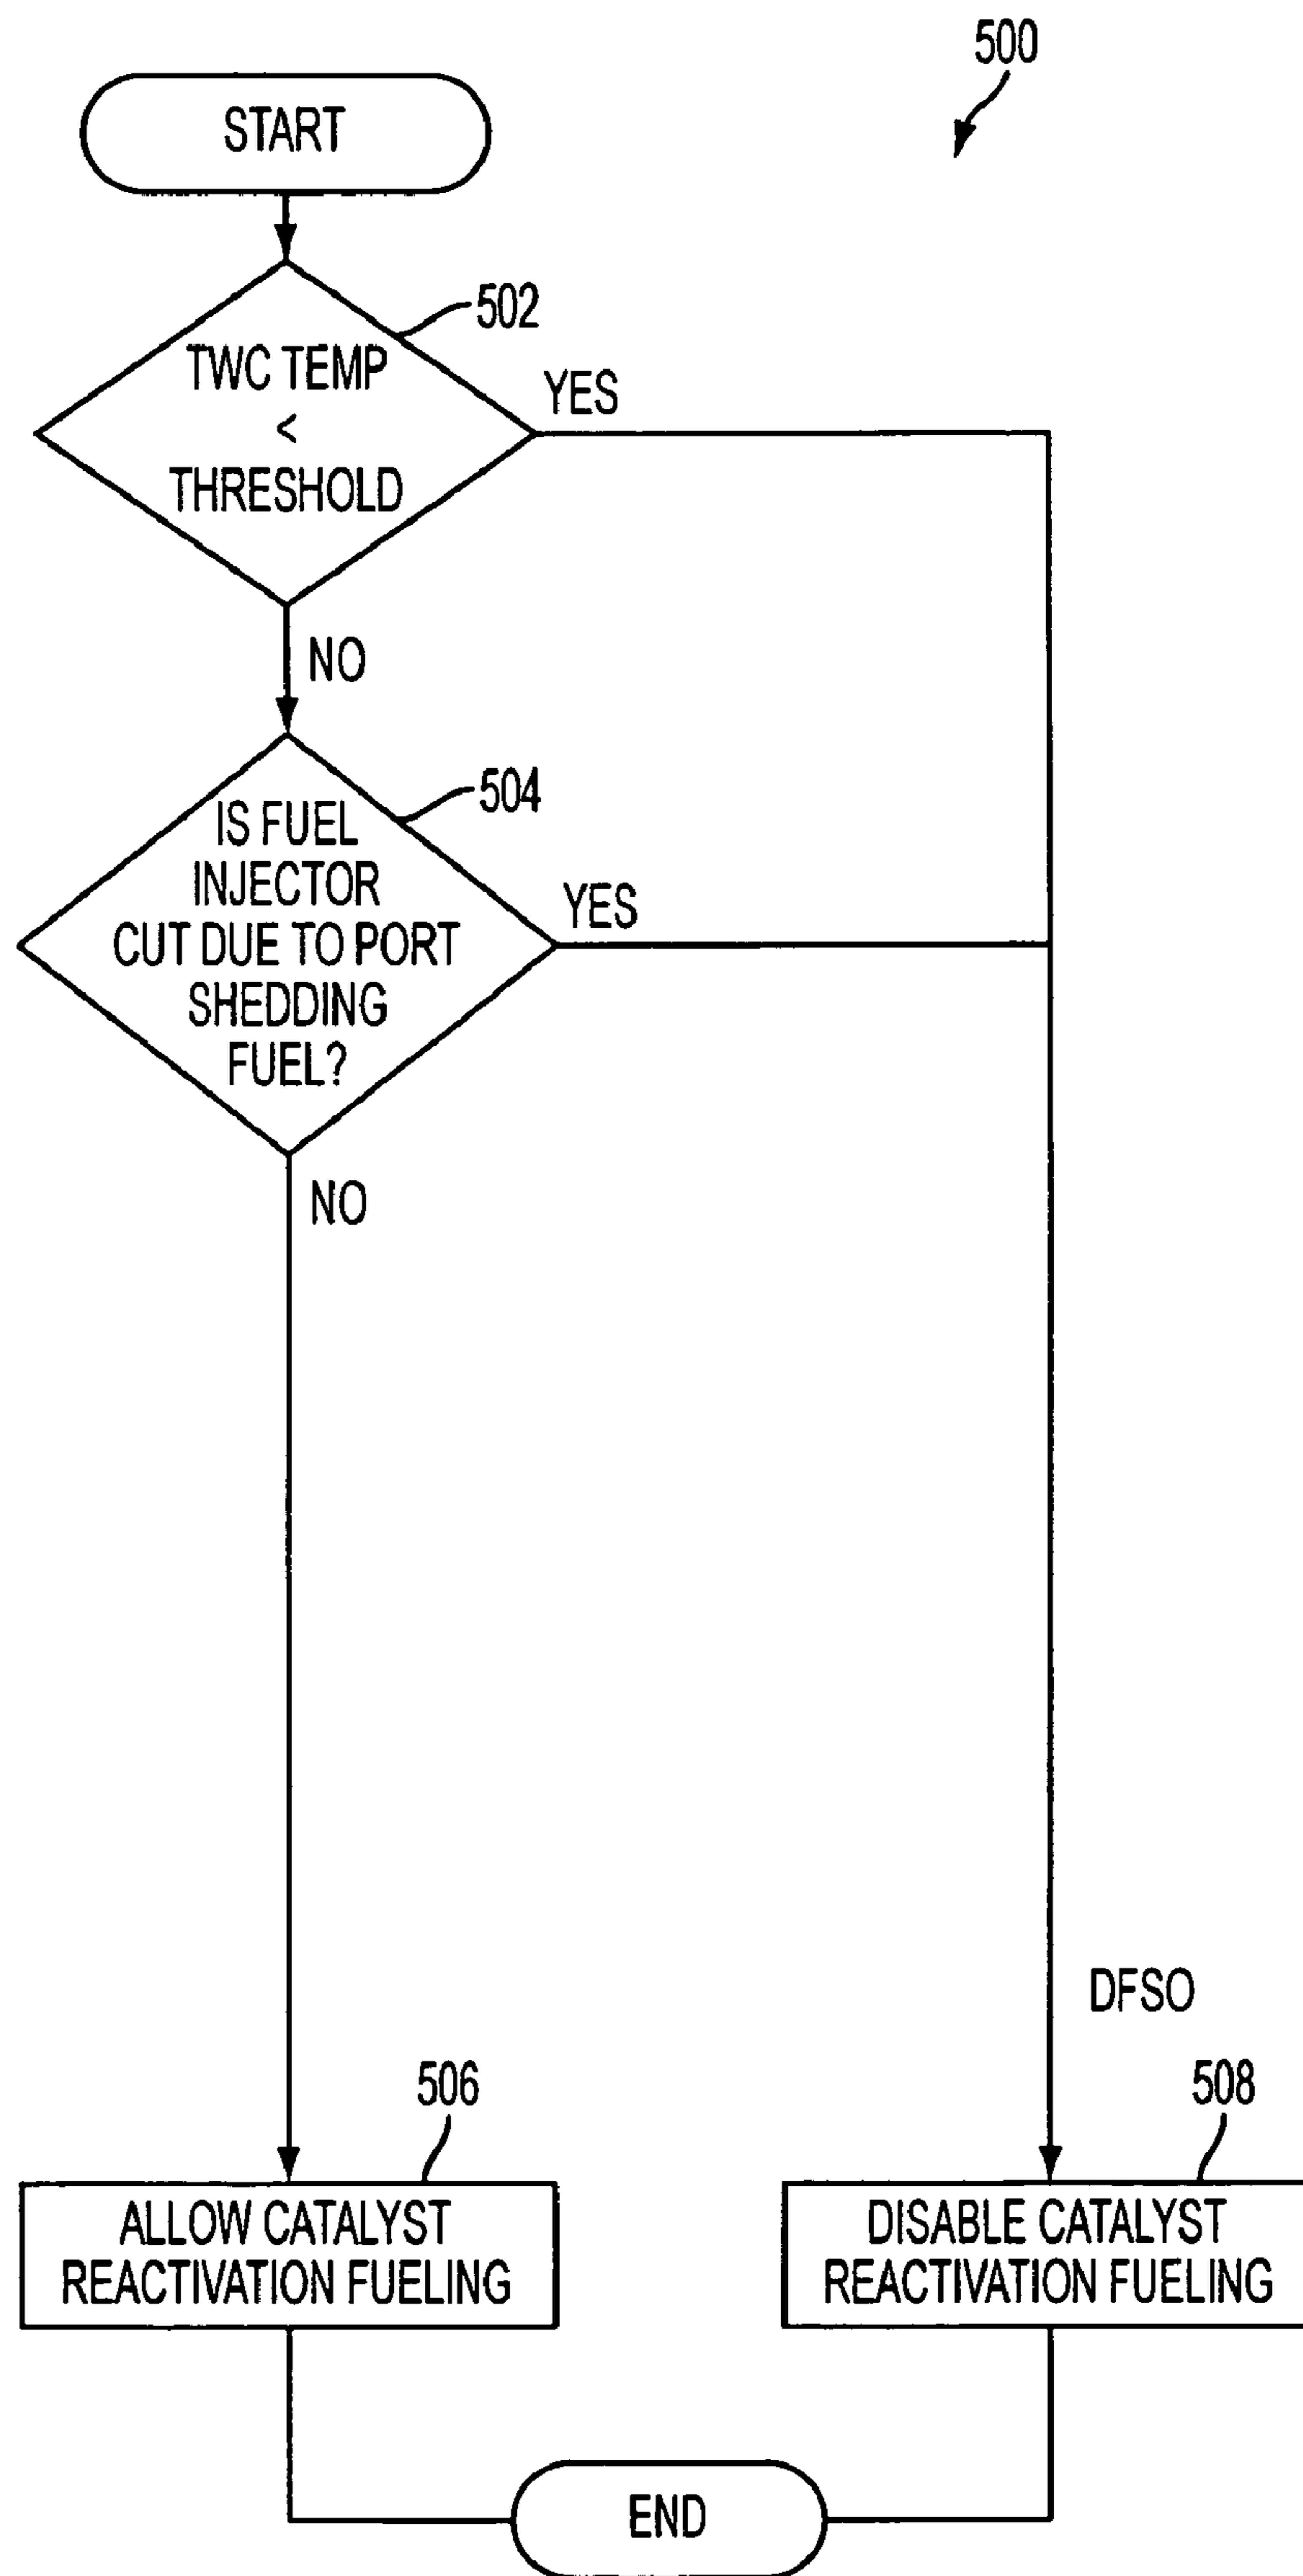 500
START
502
TWC TEMP
<
THRESHOLD
YES
NO
504
IS FUEL
INJECTOR
CUT DUE TO PORT
SHEDDING
FUEL?
YES
NO
DFSO
506
508
ALLOW CATALYST
REACTIVATION FUELING
DISABLE CATALYST
REACTIVATION FUELING
END